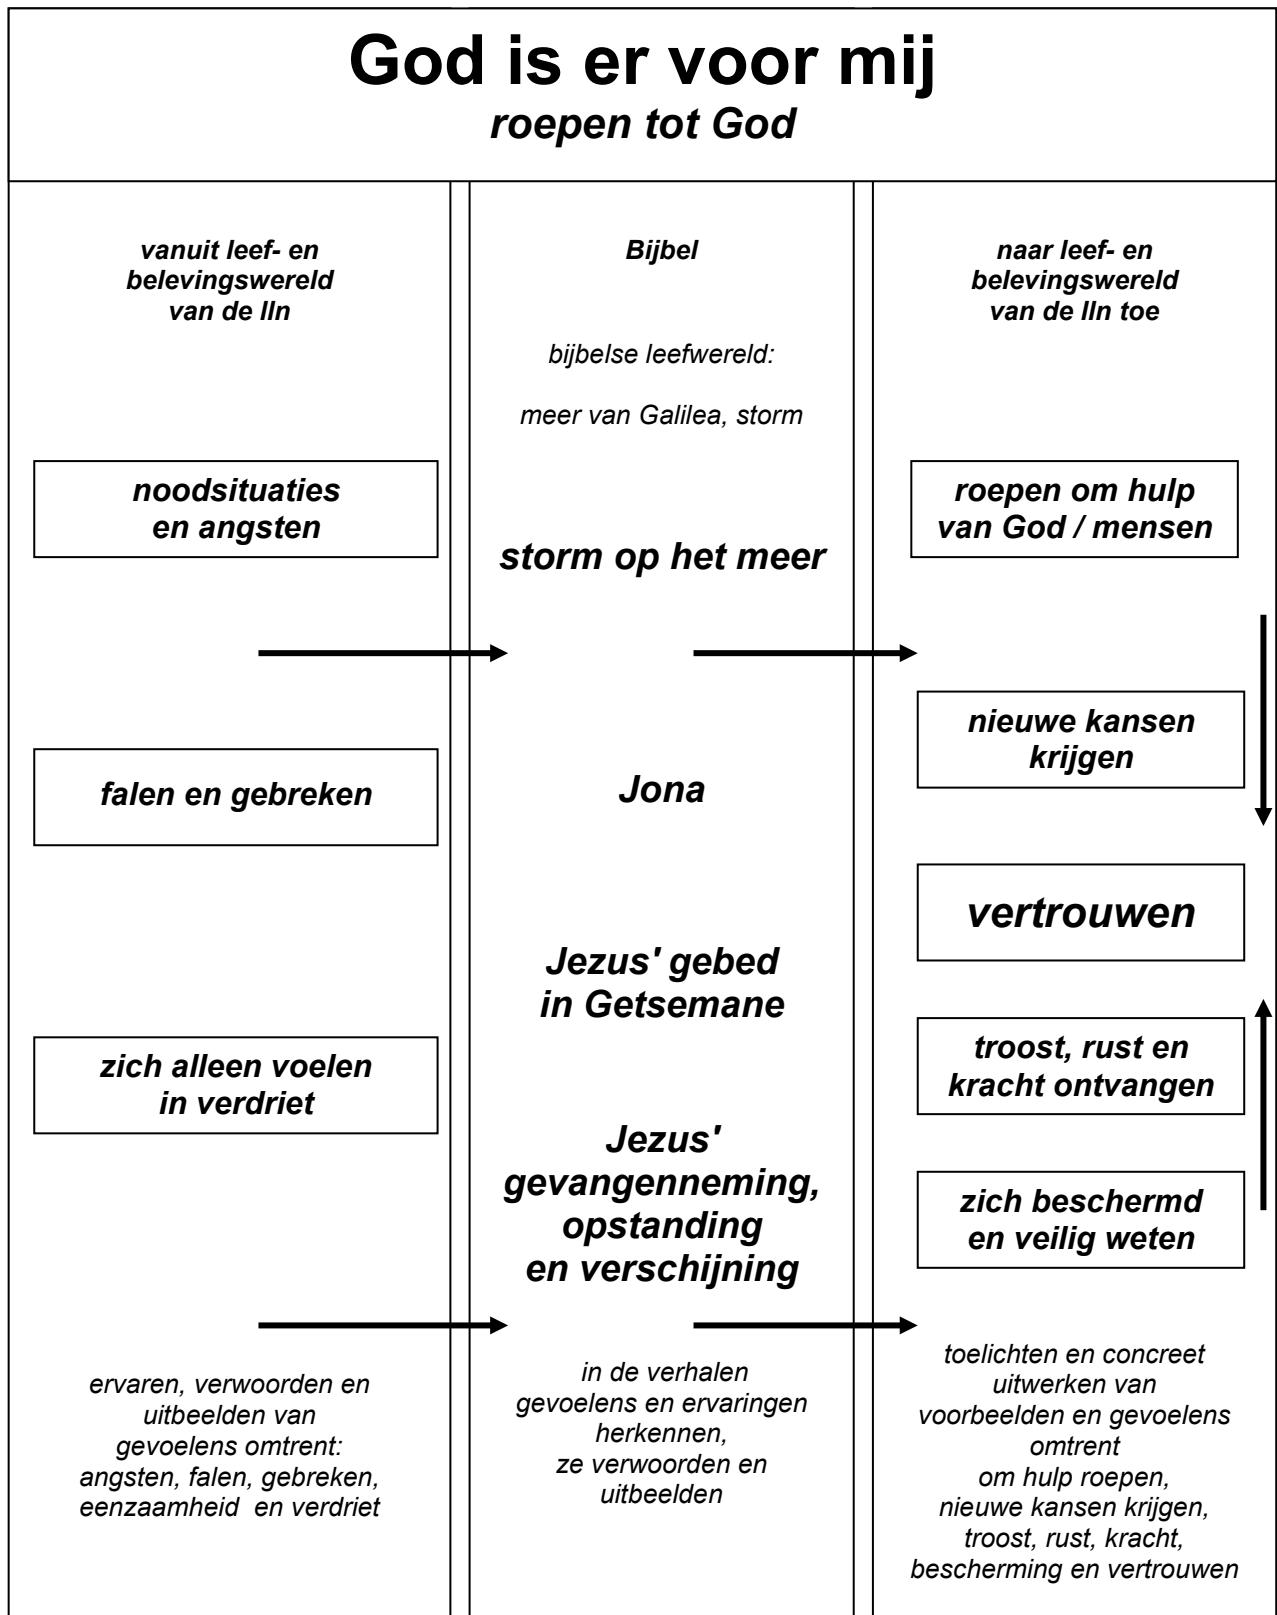 God is er voor mij
roepen tot God
vanuit leef- en
belevingswereld
van de lln
noodsituaties
en angsten
falen en gebreken
zich alleen voelen
in verdriet
ervaren, verwoorden en
uitbeelden van
gevoelens omtrent:
angsten, falen, gebreken,
eenzaamheid en verdriet
Bijbel
bijbelse leefwereld:
meer van Galilea, storm
storm op het meer
Jona
Jezus' gebed
in Getsemane
Jezus'
gevangenneming,
opstanding
en verschijning
in de verhalen
gevoelens en ervaringen
herkennen,
ze verwoorden en
uitbeelden
naar leef- en
belevingswereld
van de lln toe
roepen om hulp
van God / mensen
nieuwe kansen
krijgen
vertrouwen
troost, rust en
kracht ontvangen
zich beschermd
en veilig weten
toelichten en concreet
uitwerken van
voorbeelden en gevoelens
omtrent
om hulp roepen,
nieuwe kansen krijgen,
troost, rust, kracht,
bescherming en vertrouwen